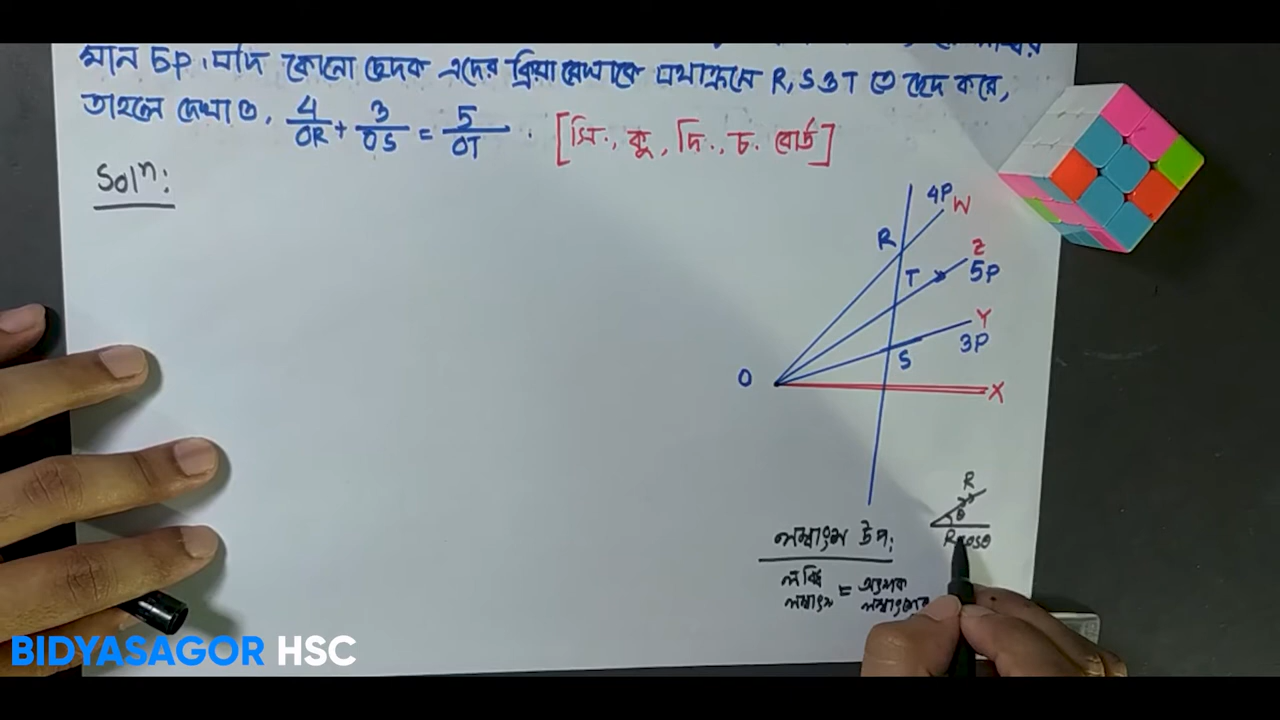 মান 5P। যদি কোনো ছেদক এদের ক্রিয়া রেখাকে যথাক্রমে R, S ও T তে ছেদ করে,
তাহলে দেখাও, 4/OR + 3/OS = 5/OT . [সি., কু, দি., চ. বোর্ড]
Solⁿ:
4P W
R
Z
T
5P
Y
3P
S
O
X
R
θ
Rcosθ
লম্বাংশ উপ:
লব্ধি লম্বাংশ = অংশক লম্বাংশের
BIDYASAGOR HSC